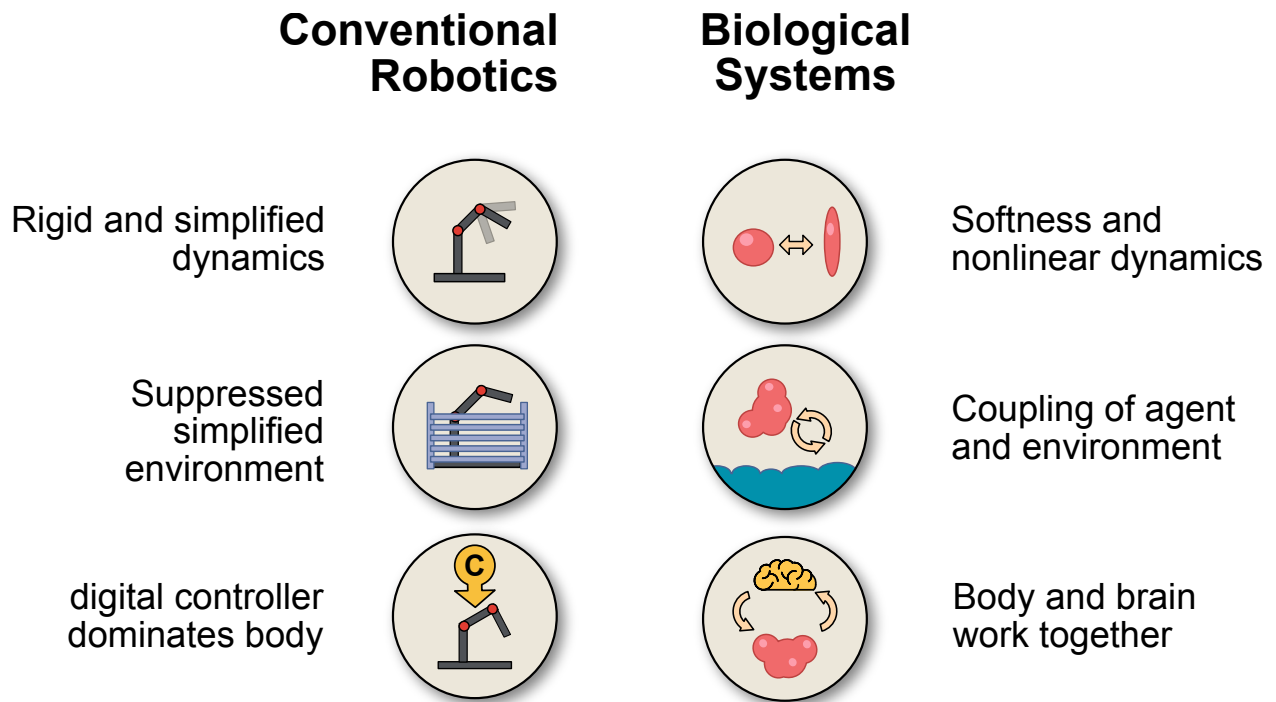 Conventional
Robotics
Biological
Systems
Rigid and simplified
dynamics
Softness and
nonlinear dynamics
Suppressed
simplified
environment
Coupling of agent
and environment
C
digital controller
dominates body
Body and brain
work together